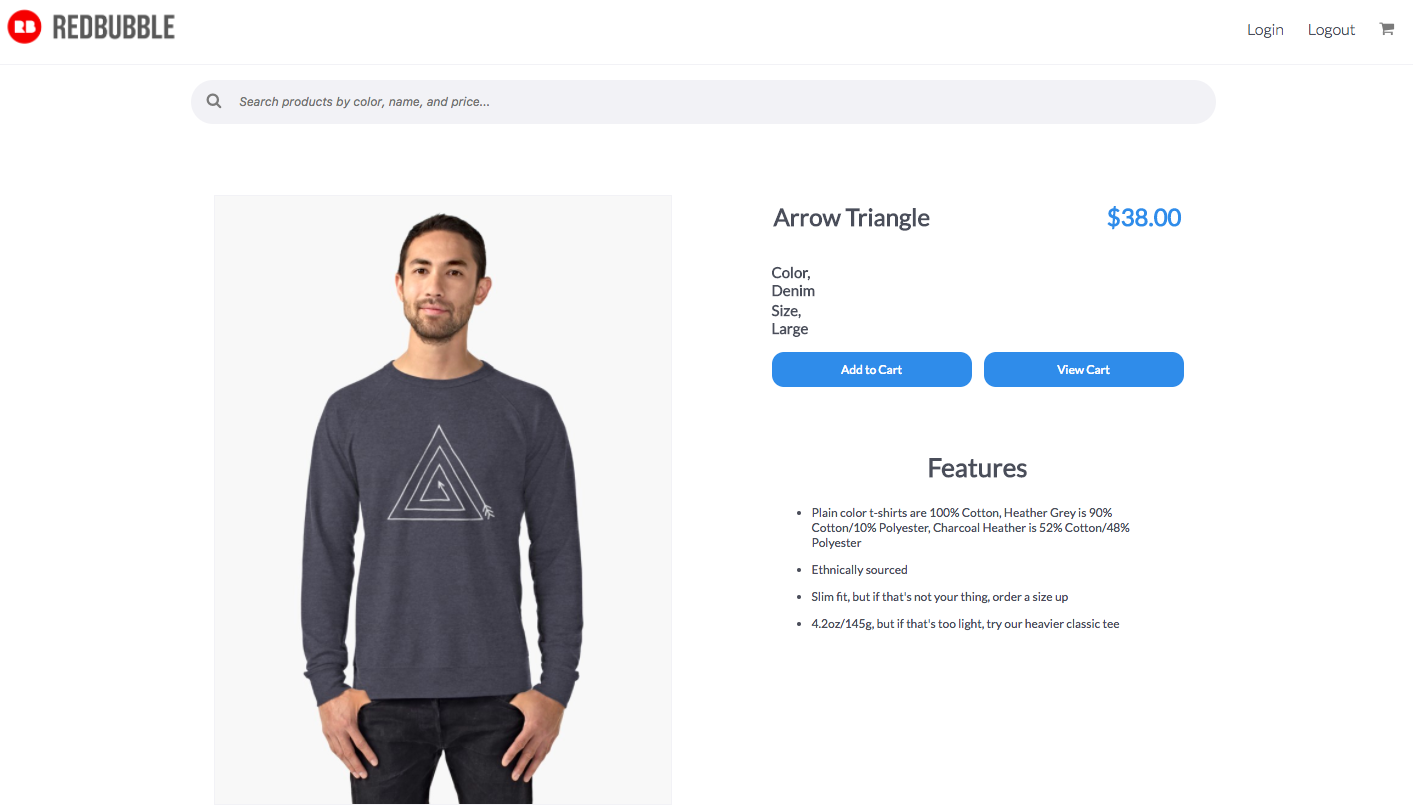 RB REDBUBBLE
Login Logout
Search products by color, name, and price...
Arrow Triangle
$38.00
Color,
Denim
Size,
Large
Add to Cart
View Cart
Features
Plain color t-shirts are 100% Cotton, Heather Grey is 90%
Cotton/10% Polyester, Charcoal Heather is 52% Cotton/48%
Polyester
Ethnically sourced
Slim fit, but if that's not your thing, order a size up
4.2oz/145g, but if that's too light, try our heavier classic tee